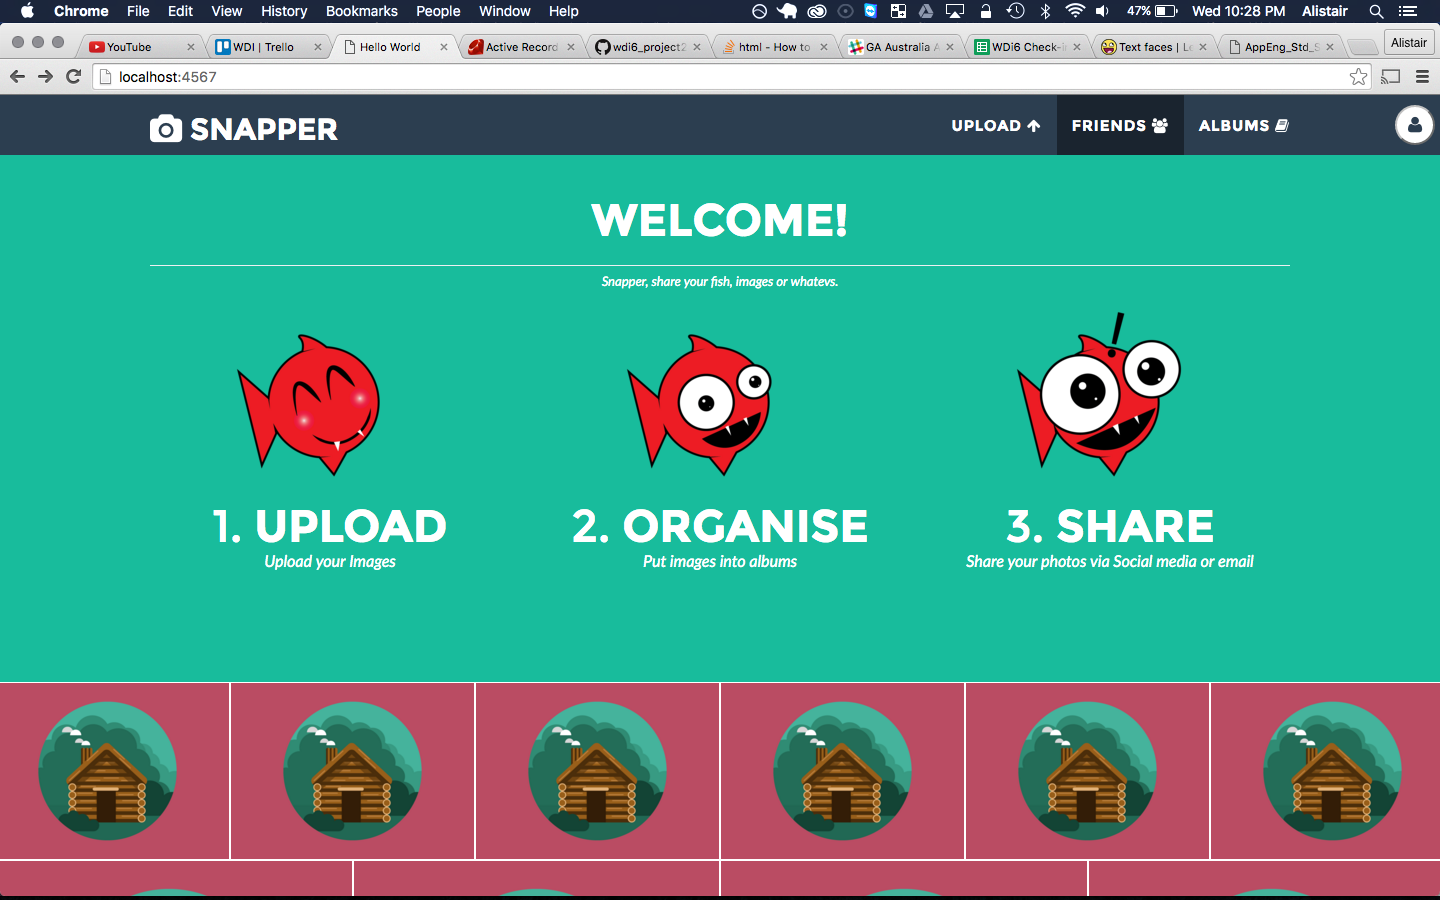 Chrome File Edit View History Bookmarks People Window Help 47% Wed 10:28 PM Alistair
YouTube WDI | Trello Hello World Active Record wdi6_project2 html - How to GA Australia A WDi6 Check-i Text faces | Le AppEng_Std_S Alistair
localhost:4567
SNAPPER UPLOAD FRIENDS ALBUMS
WELCOME!
Snapper, share your fish, images or whatevs.
1. UPLOAD 2. ORGANISE 3. SHARE
Upload your Images Put images into albums Share your photos via Social media or email